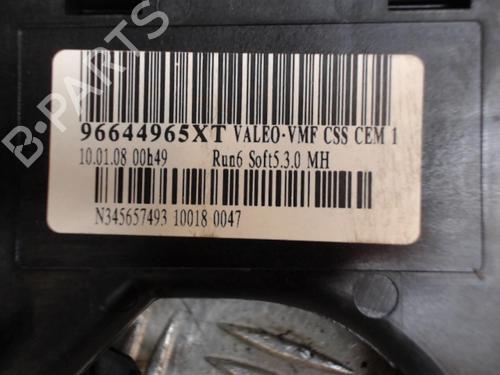 B-PARTS
96644965XT VALEO-VMF CSS CEM 1
10.01.08 00h49 Run6 Soft5.3.0 MH
N345657493 10018 0047